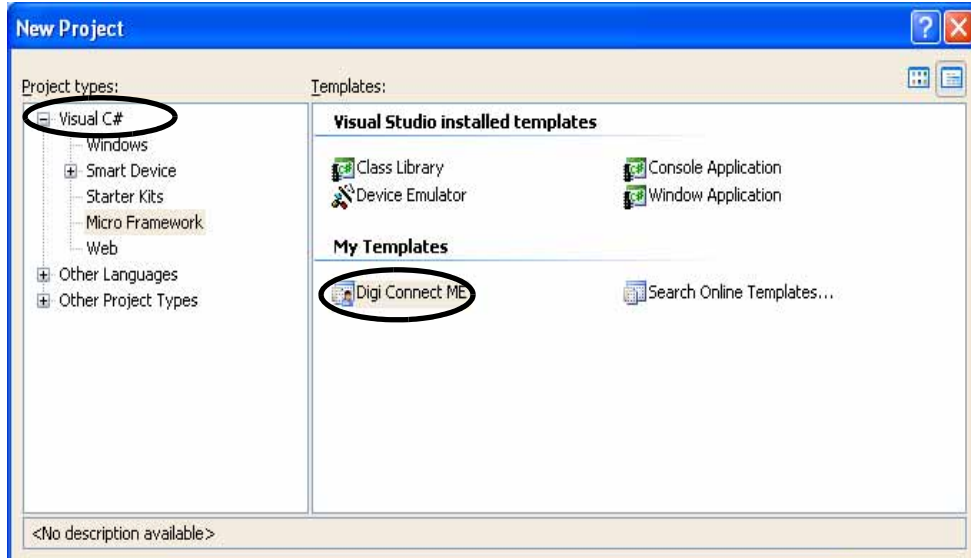 New Project
Project types:
Templates:
Visual C#
Windows
Smart Device
Starter Kits
Micro Framework
Web
Other Languages
Other Project Types
Visual Studio installed templates
Class Library
Console Application
Device Emulator
Window Application
My Templates
Digi Connect ME
Search Online Templates...
<No description available>